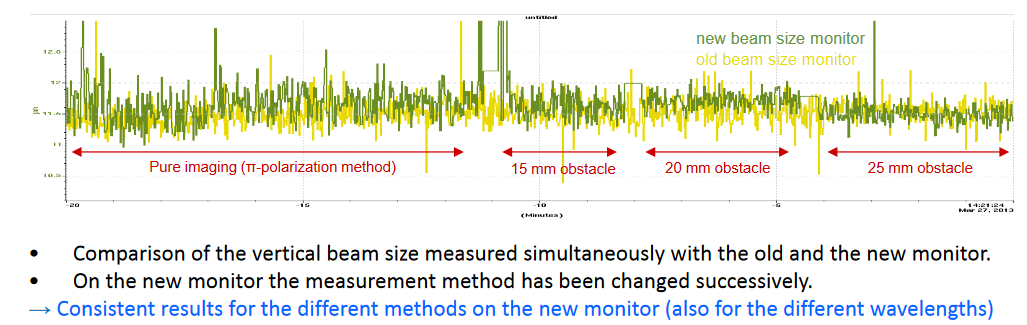 untitled
new beam size monitor
old beam size monitor
12.5
12
11.5
11
10.5
µm
Pure imaging (π-polarization method)
15 mm obstacle
20 mm obstacle
25 mm obstacle
-20
-15
-10
-5
14:21:24
(Minutes)
Mar 27, 2013
• Comparison of the vertical beam size measured simultaneously with the old and the new monitor.
• On the new monitor the measurement method has been changed successively.
→ Consistent results for the different methods on the new monitor (also for the different wavelengths)